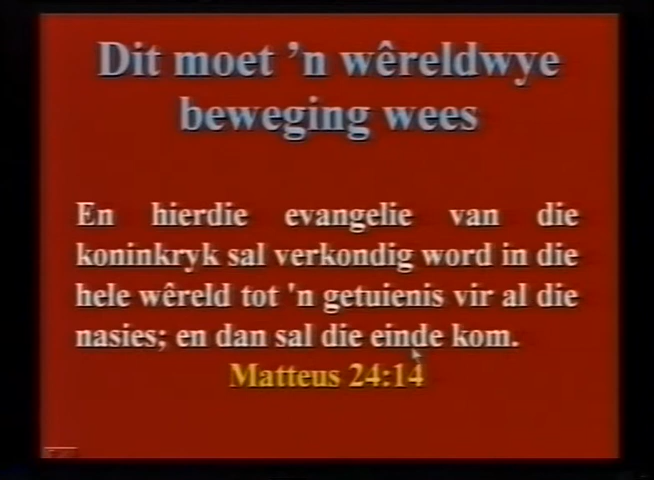 Dit moet 'n wêreldwye
beweging wees
En hierdie evangelie van die
koninkryk sal verkondig word in die
hele wêreld tot 'n getuienis vir al die
nasies; en dan sal die einde kom.
Matteus 24:14